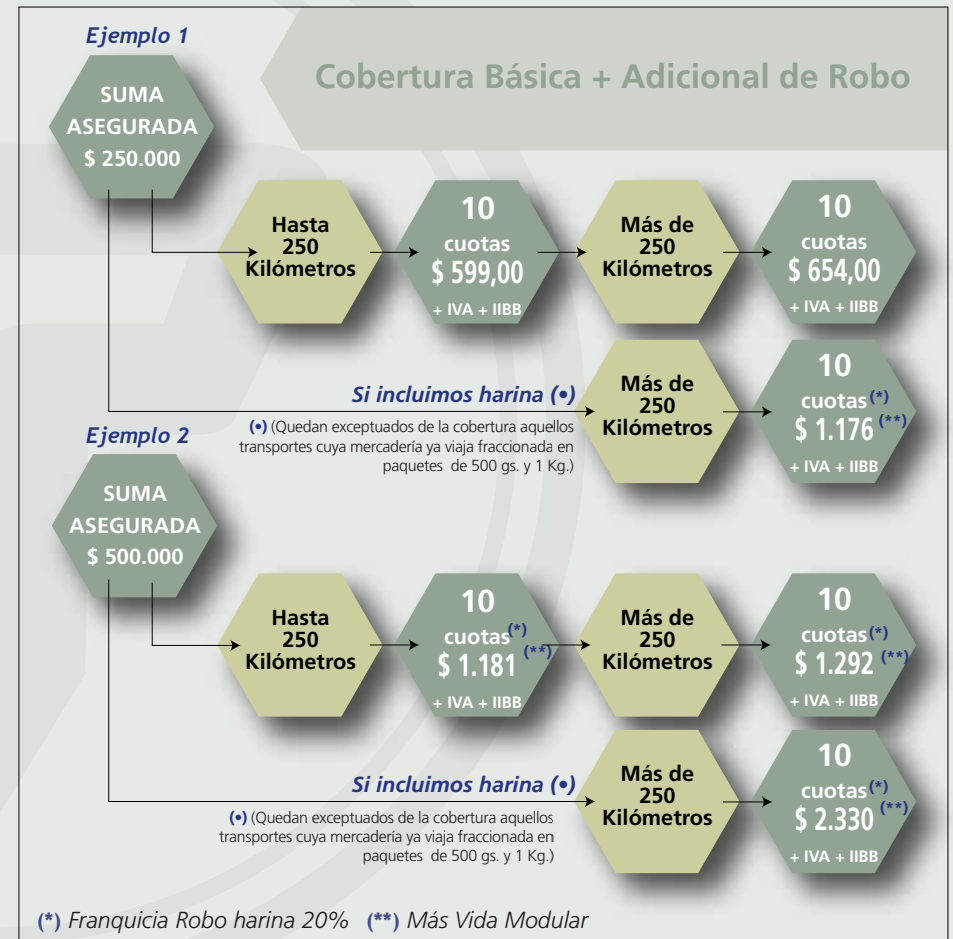 Ejemplo 1
Cobertura Básica + Adicional de Robo
SUMA
ASEGURADA
$ 250.000
Hasta
250
Kilómetros
10
cuotas
$ 599,00
+ IVA + IIBB
Más de
250
Kilómetros
10
cuotas
$ 654,00
+ IVA + IIBB
Si incluimos harina (•)
(•) (Quedan exceptuados de la cobertura aquellos
transportes cuya mercadería ya viaja fraccionada en
paquetes de 500 gs. y 1 Kg.)
Más de
250
Kilómetros
10
cuotas (*)
$ 1.176 (**)
+ IVA + IIBB
Ejemplo 2
SUMA
ASEGURADA
$ 500.000
Hasta
250
Kilómetros
10
cuotas (*)
$ 1.181 (**)
+ IVA + IIBB
Más de
250
Kilómetros
10
cuotas (*)
$ 1.292 (**)
+ IVA + IIBB
Si incluimos harina (•)
(•) (Quedan exceptuados de la cobertura aquellos
transportes cuya mercadería ya viaja fraccionada en
paquetes de 500 gs. y 1 Kg.)
Más de
250
Kilómetros
10
cuotas (*)
$ 2.330 (**)
+ IVA + IIBB
(*) Franquicia Robo harina 20% (**) Más Vida Modular